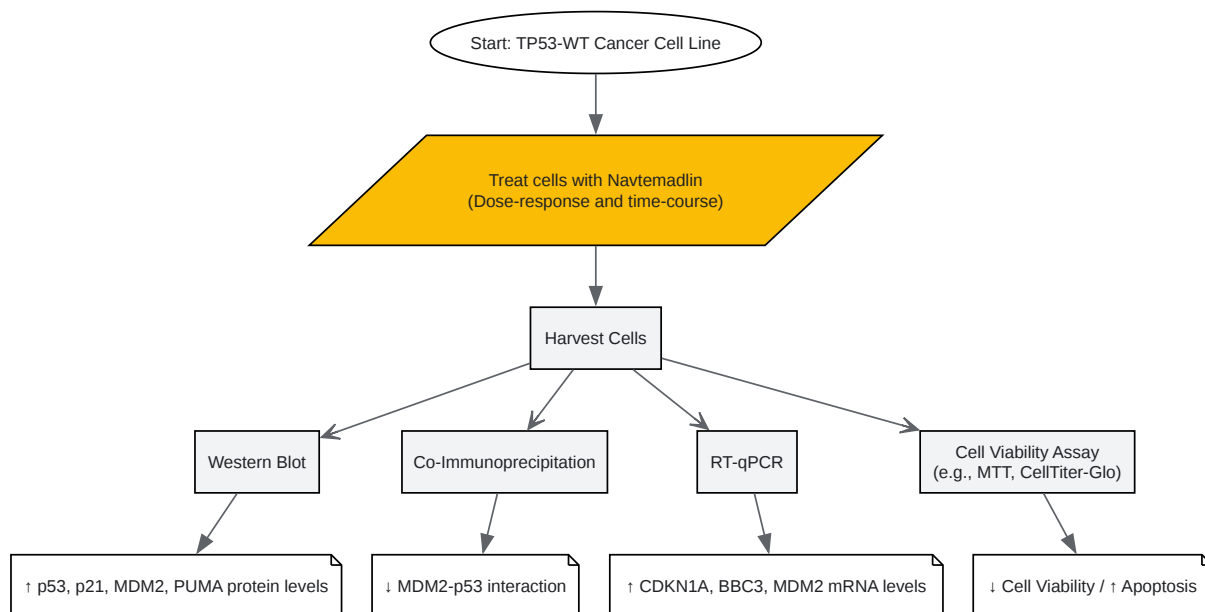 Start: TP53-WT Cancer Cell Line
Treat cells with Navtemadlin
(Dose-response and time-course)
Harvest Cells
Western Blot
Co-Immunoprecipitation
RT-qPCR
Cell Viability Assay
(e.g., MTT, CellTiter-Glo)
↑ p53, p21, MDM2, PUMA protein levels
↓ MDM2-p53 interaction
↑ CDKN1A, BBC3, MDM2 mRNA levels
↓ Cell Viability / ↑ Apoptosis